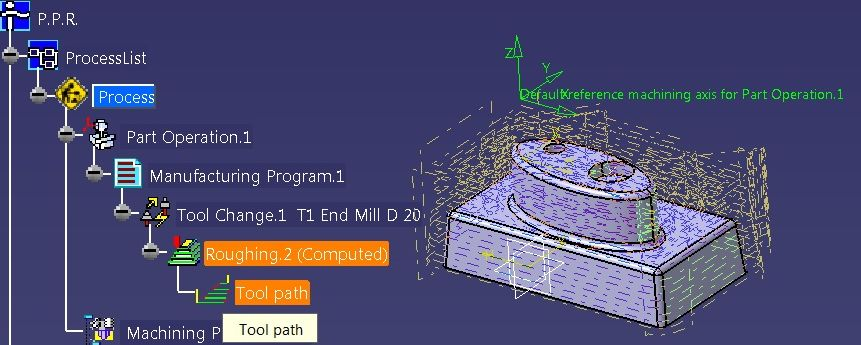 P.P.R.
ProcessList
Process
Part Operation.1
Manufacturing Program.1
Tool Change.1 T1 End Mill D 20
Roughing.2 (Computed)
Tool path
Machining P
Tool path
Z
Y
X
Default reference machining axis for Part Operation.1